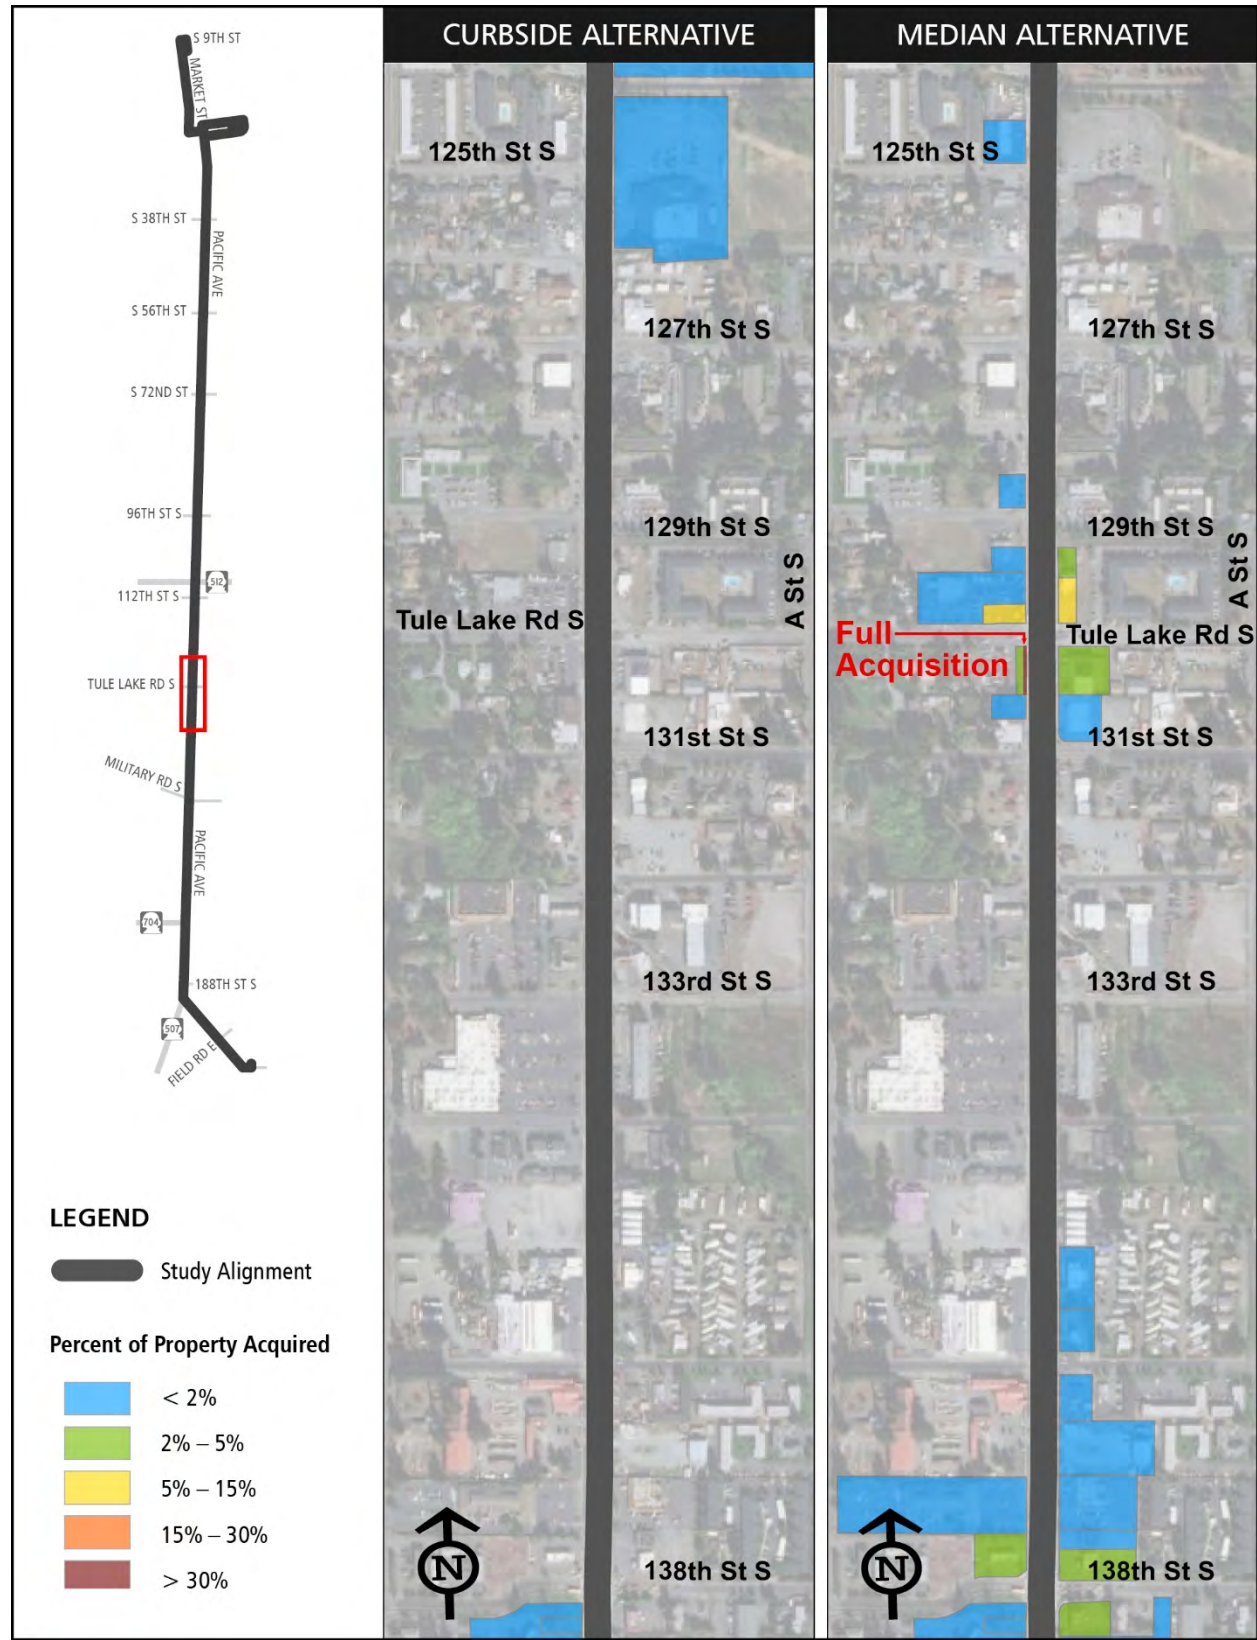 S 9TH ST
MARKET ST
S 38TH ST
PACIFIC AVE
S 56TH ST
S 72ND ST
96TH ST S
512
112TH ST S
TULE LAKE RD S
MILITARY RD S
PACIFIC AVE
704
188TH ST S
507
FIELD RD E
LEGEND
Study Alignment
Percent of Property Acquired
< 2%
2% – 5%
5% – 15%
15% – 30%
> 30%
CURBSIDE ALTERNATIVE
125th St S
127th St S
129th St S
A St S
Tule Lake Rd S
131st St S
133rd St S
N
138th St S
MEDIAN ALTERNATIVE
125th St S
127th St S
129th St S
A St S
Full
Acquisition
Tule Lake Rd S
131st St S
133rd St S
N
138th St S